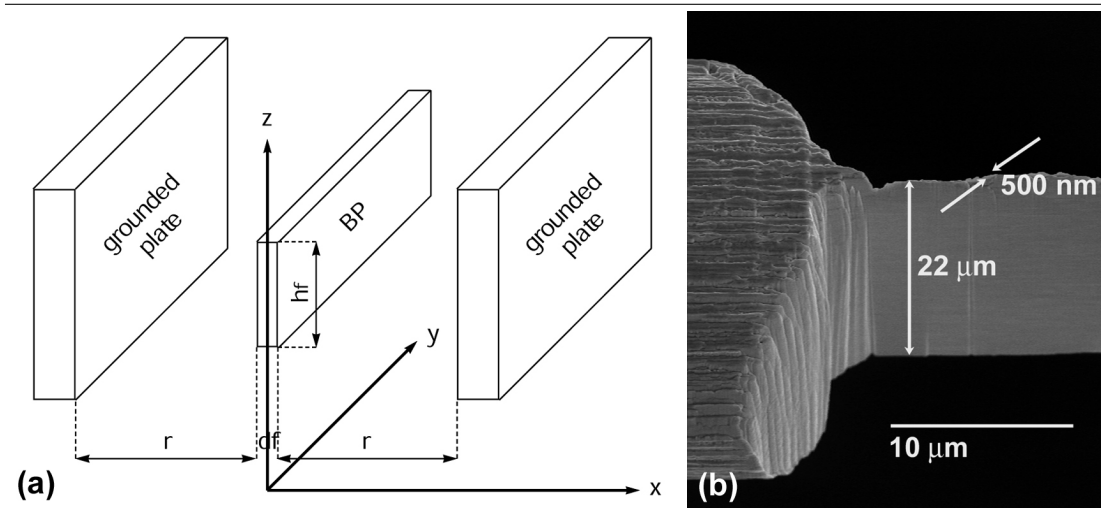 z
grounded
plate
BP
grounded
plate
hf
y
r
df
r
x
(a)
500 nm
22 μm
10 μm
(b)